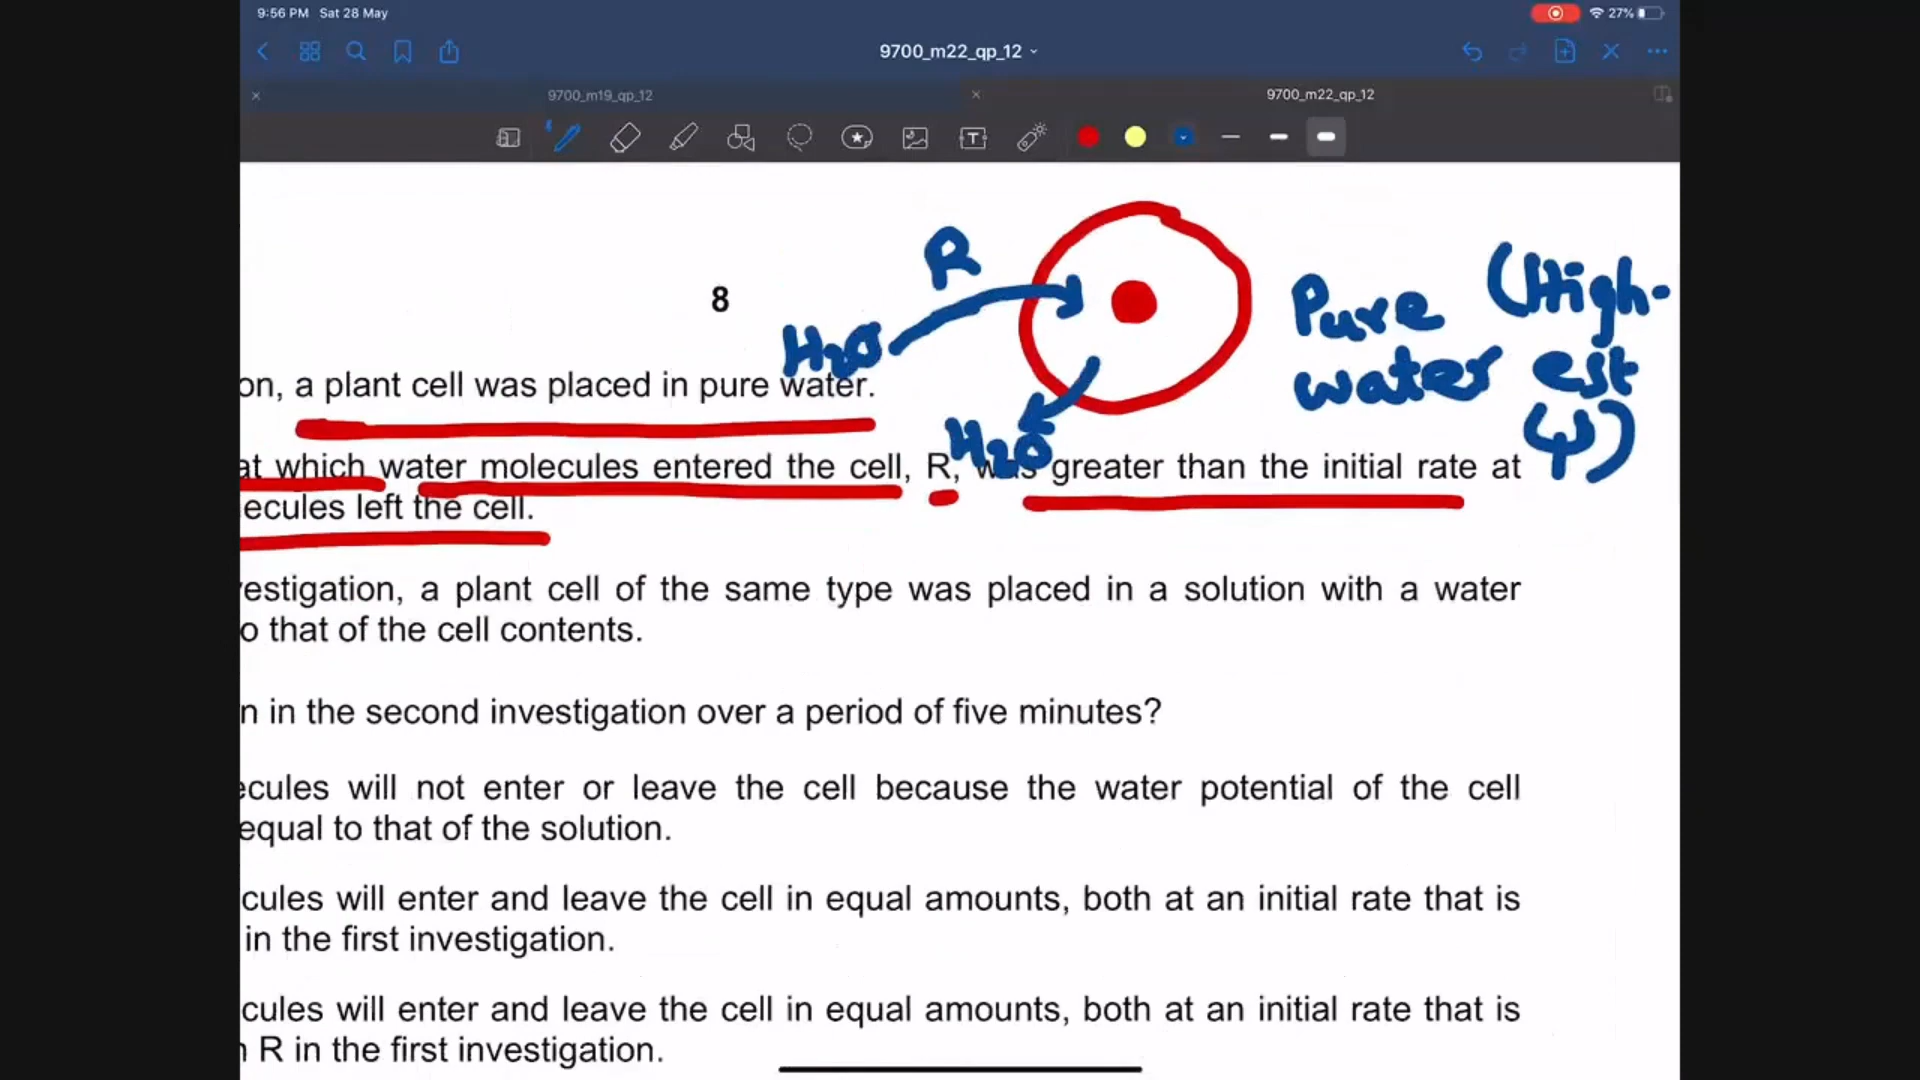 9:56 PM Sat 28 May
27%
9700_m22_qp_12
9700_m19_qp_12
9700_m22_qp_12
T
R
(High-
8
Pure
H2O
water est
on, a plant cell was placed in pure water.
ψ)
H2O
at which water molecules entered the cell, R, was greater than the initial rate at
ecules left the cell.
vestigation, a plant cell of the same type was placed in a solution with a water
o that of the cell contents.
n in the second investigation over a period of five minutes?
ecules will not enter or leave the cell because the water potential of the cell
equal to that of the solution.
cules will enter and leave the cell in equal amounts, both at an initial rate that is
in the first investigation.
cules will enter and leave the cell in equal amounts, both at an initial rate that is
n R in the first investigation.